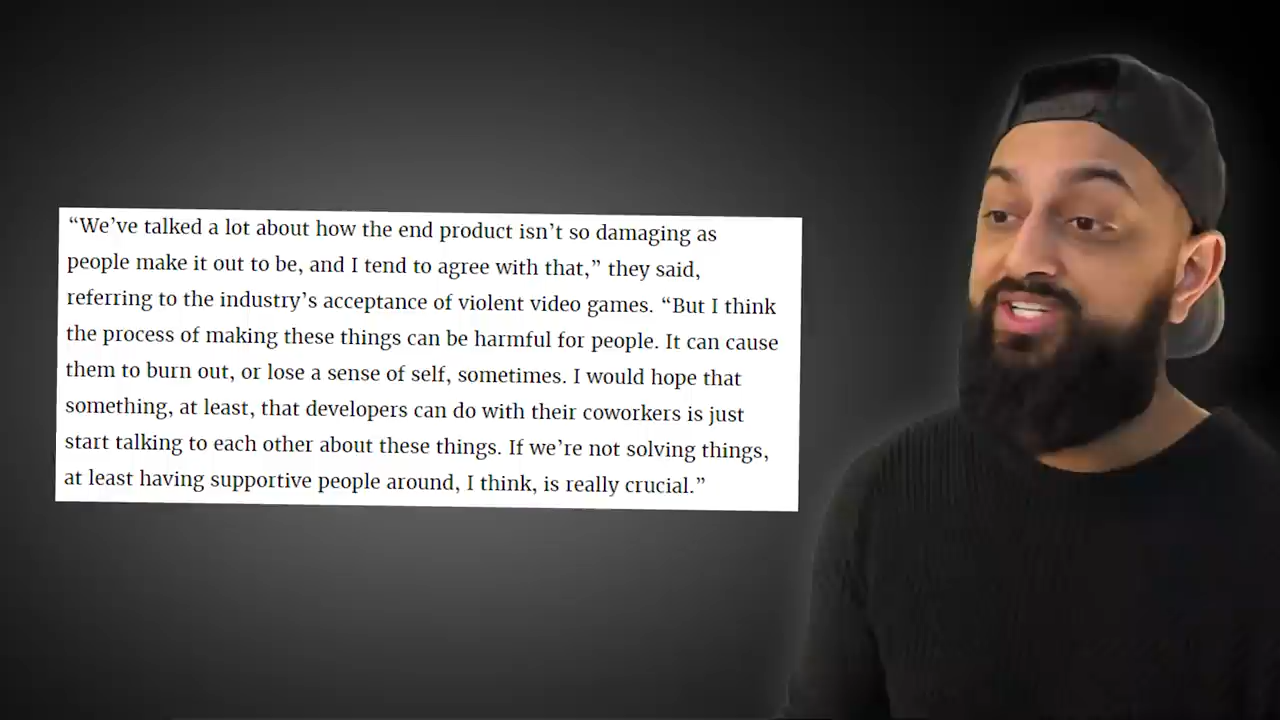 “We’ve talked a lot about how the end product isn’t so damaging as
people make it out to be, and I tend to agree with that,” they said,
referring to the industry’s acceptance of violent video games. “But I think
the process of making these things can be harmful for people. It can cause
them to burn out, or lose a sense of self, sometimes. I would hope that
something, at least, that developers can do with their coworkers is just
start talking to each other about these things. If we’re not solving things,
at least having supportive people around, I think, is really crucial.”